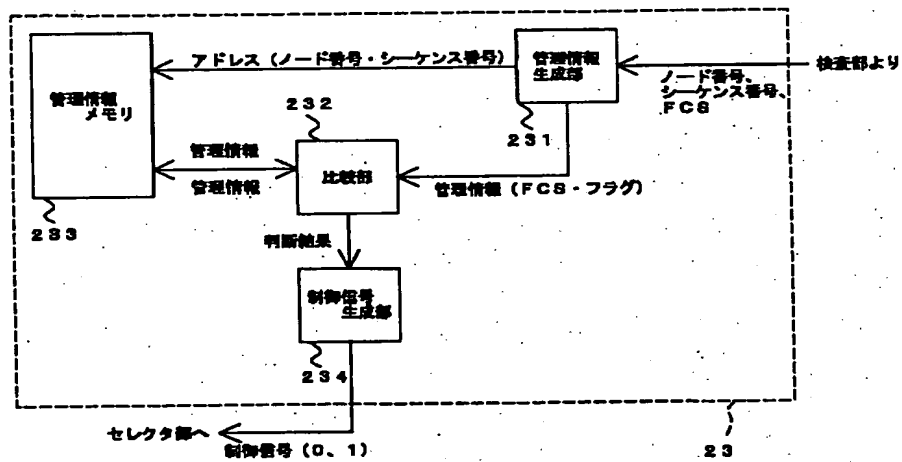 アドレス（ノード番号・シーケンス番号）
管理情報
生成部
検査部より
ノード番号、
シーケンス番号、
FCS
管理情報
メモリ
232
231
管理情報
管理情報
比較部
管理情報（FCS・フラグ）
233
判断結果
制御信号
生成部
234
セレクタ部へ
制御信号（0、1）
23